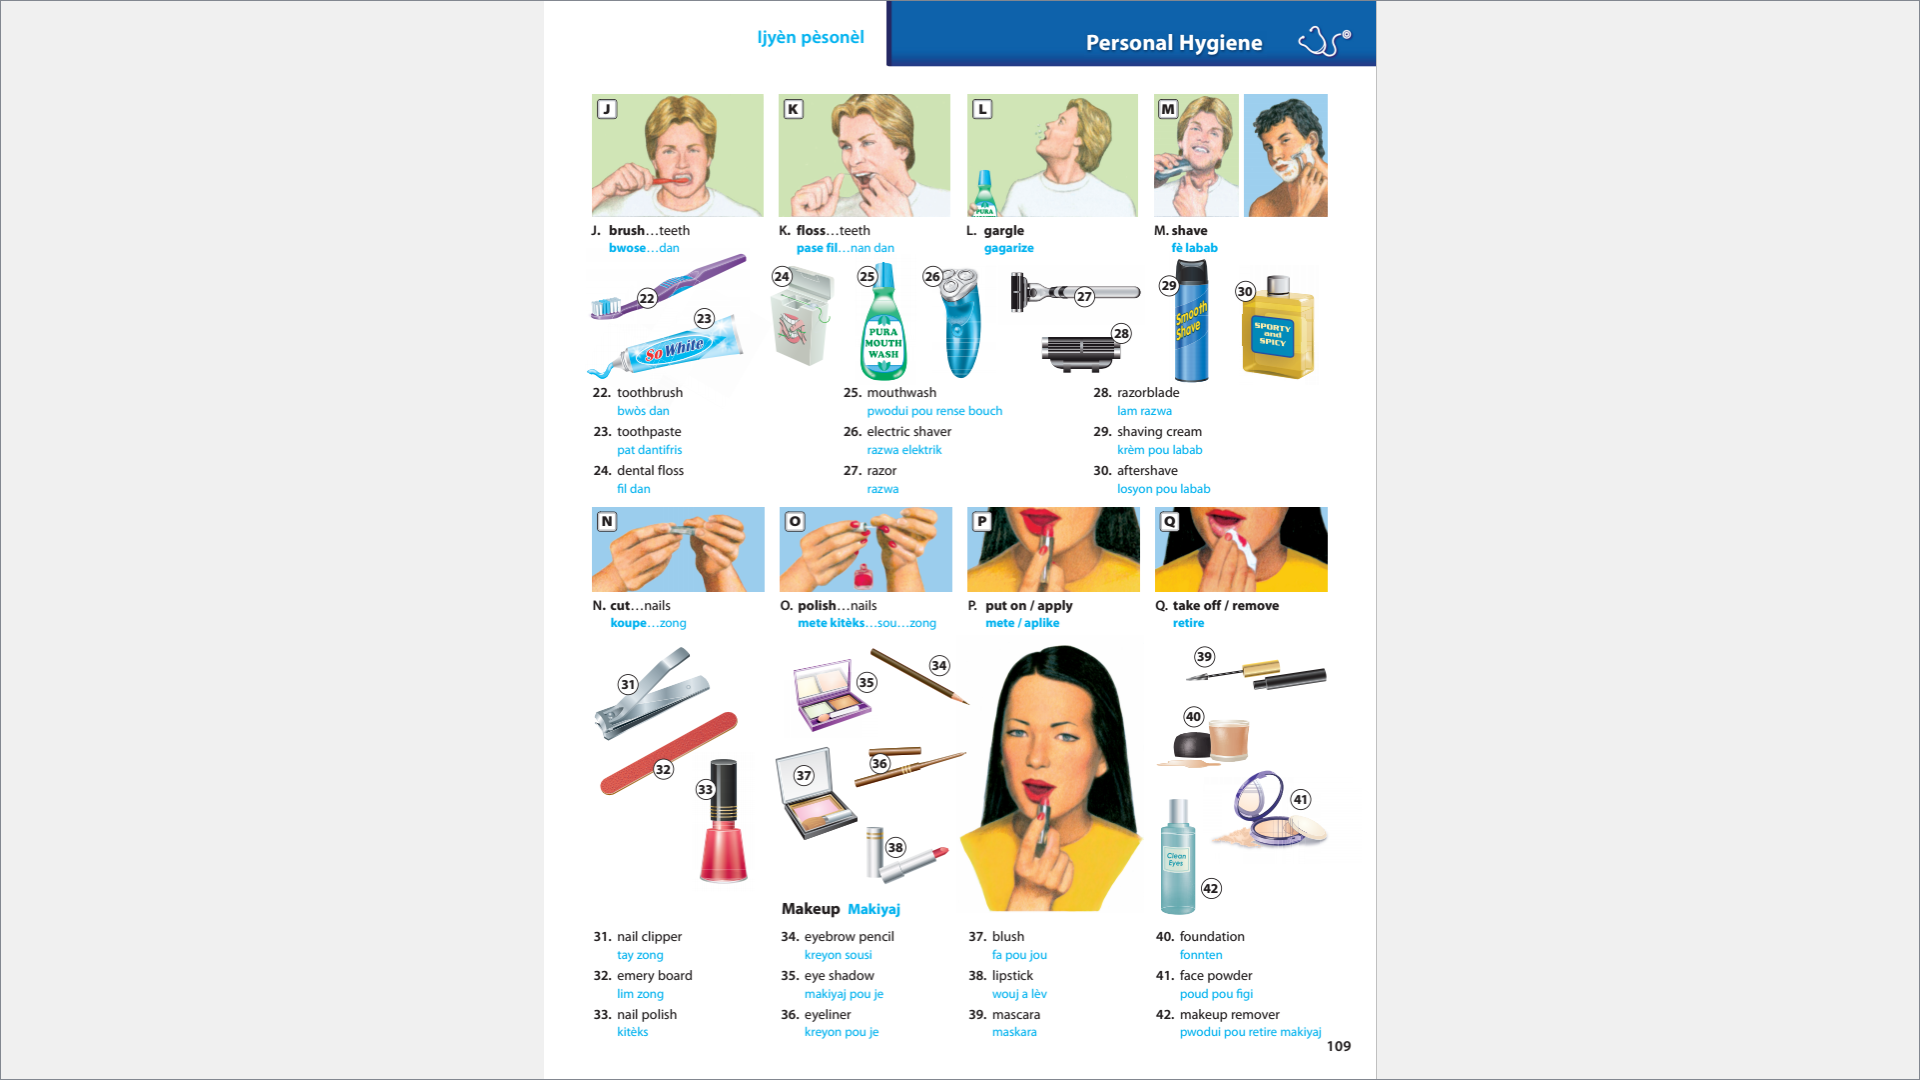 Ijyèn pèsonèl
Personal Hygiene
J
K
L
M
PURA
J. brush…teeth
bwose…dan
K. floss…teeth
pase fil…nan dan
L. gargle
gagarize
M. shave
fè labab
22
23
24
25
26
27
28
29
30
So White
PURA
MOUTH
WASH
Smooth
Shave
SPORTY
and
SPICY
22. toothbrush
bwòs dan
23. toothpaste
pat dantifris
24. dental floss
fil dan
25. mouthwash
pwodui pou rense bouch
26. electric shaver
razwa elektrik
27. razor
razwa
28. razorblade
lam razwa
29. shaving cream
krèm pou labab
30. aftershave
losyon pou labab
N
O
P
Q
N. cut…nails
koupe…zong
O. polish…nails
mete kitèks…sou…zong
P. put on / apply
mete / aplike
Q. take off / remove
retire
31
32
33
34
35
36
37
38
39
40
41
42
Clean
Eyes
Makeup Makiyaj
31. nail clipper
tay zong
32. emery board
lim zong
33. nail polish
kitèks
34. eyebrow pencil
kreyon sousi
35. eye shadow
makiyaj pou je
36. eyeliner
kreyon pou je
37. blush
fa pou jou
38. lipstick
wouj a lèv
39. mascara
maskara
40. foundation
fonnten
41. face powder
poud pou figi
42. makeup remover
pwodui pou retire makiyaj
109